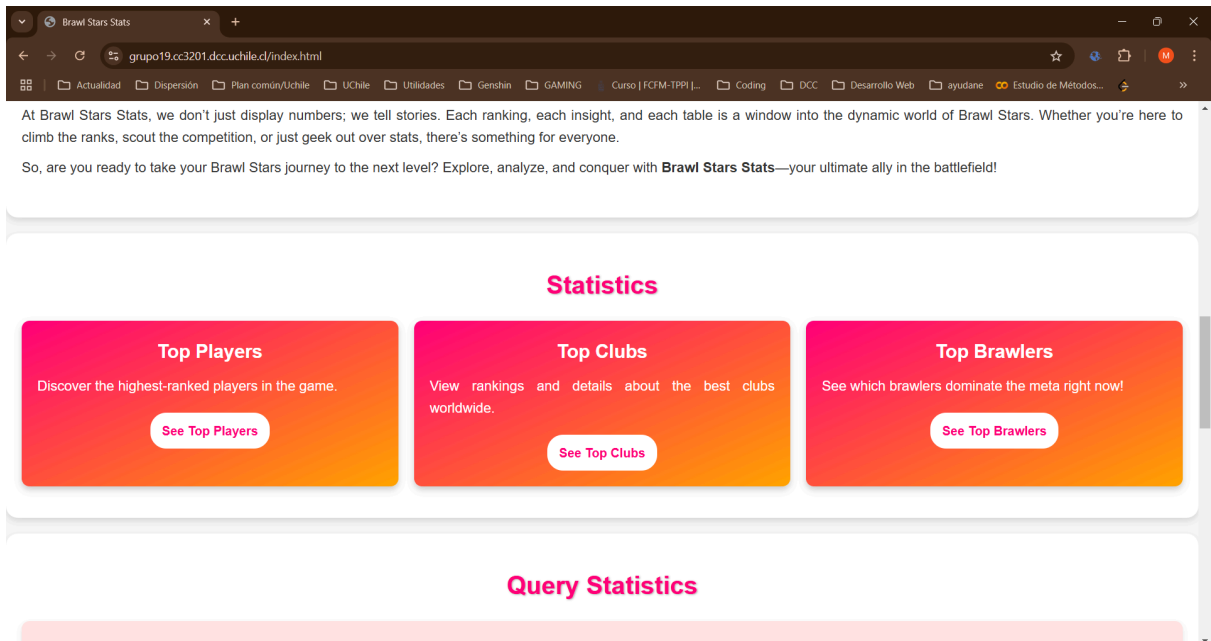 Brawl Stars Stats
grupo19.cc3201.dcc.uchile.cl/index.html
M
Actualidad Dispersión Plan común/Uchile UChile Utilidades Genshin GAMING Curso | FCFM-TPPI |... Coding DCC Desarrollo Web ayudane Estudio de Métodos...
At Brawl Stars Stats, we don't just display numbers; we tell stories. Each ranking, each insight, and each table is a window into the dynamic world of Brawl Stars. Whether you're here to
climb the ranks, scout the competition, or just geek out over stats, there's something for everyone.
So, are you ready to take your Brawl Stars journey to the next level? Explore, analyze, and conquer with Brawl Stars Stats—your ultimate ally in the battlefield!
Statistics
Top Players
Discover the highest-ranked players in the game.
See Top Players
Top Clubs
View rankings and details about the best clubs
worldwide.
See Top Clubs
Top Brawlers
See which brawlers dominate the meta right now!
See Top Brawlers
Query Statistics